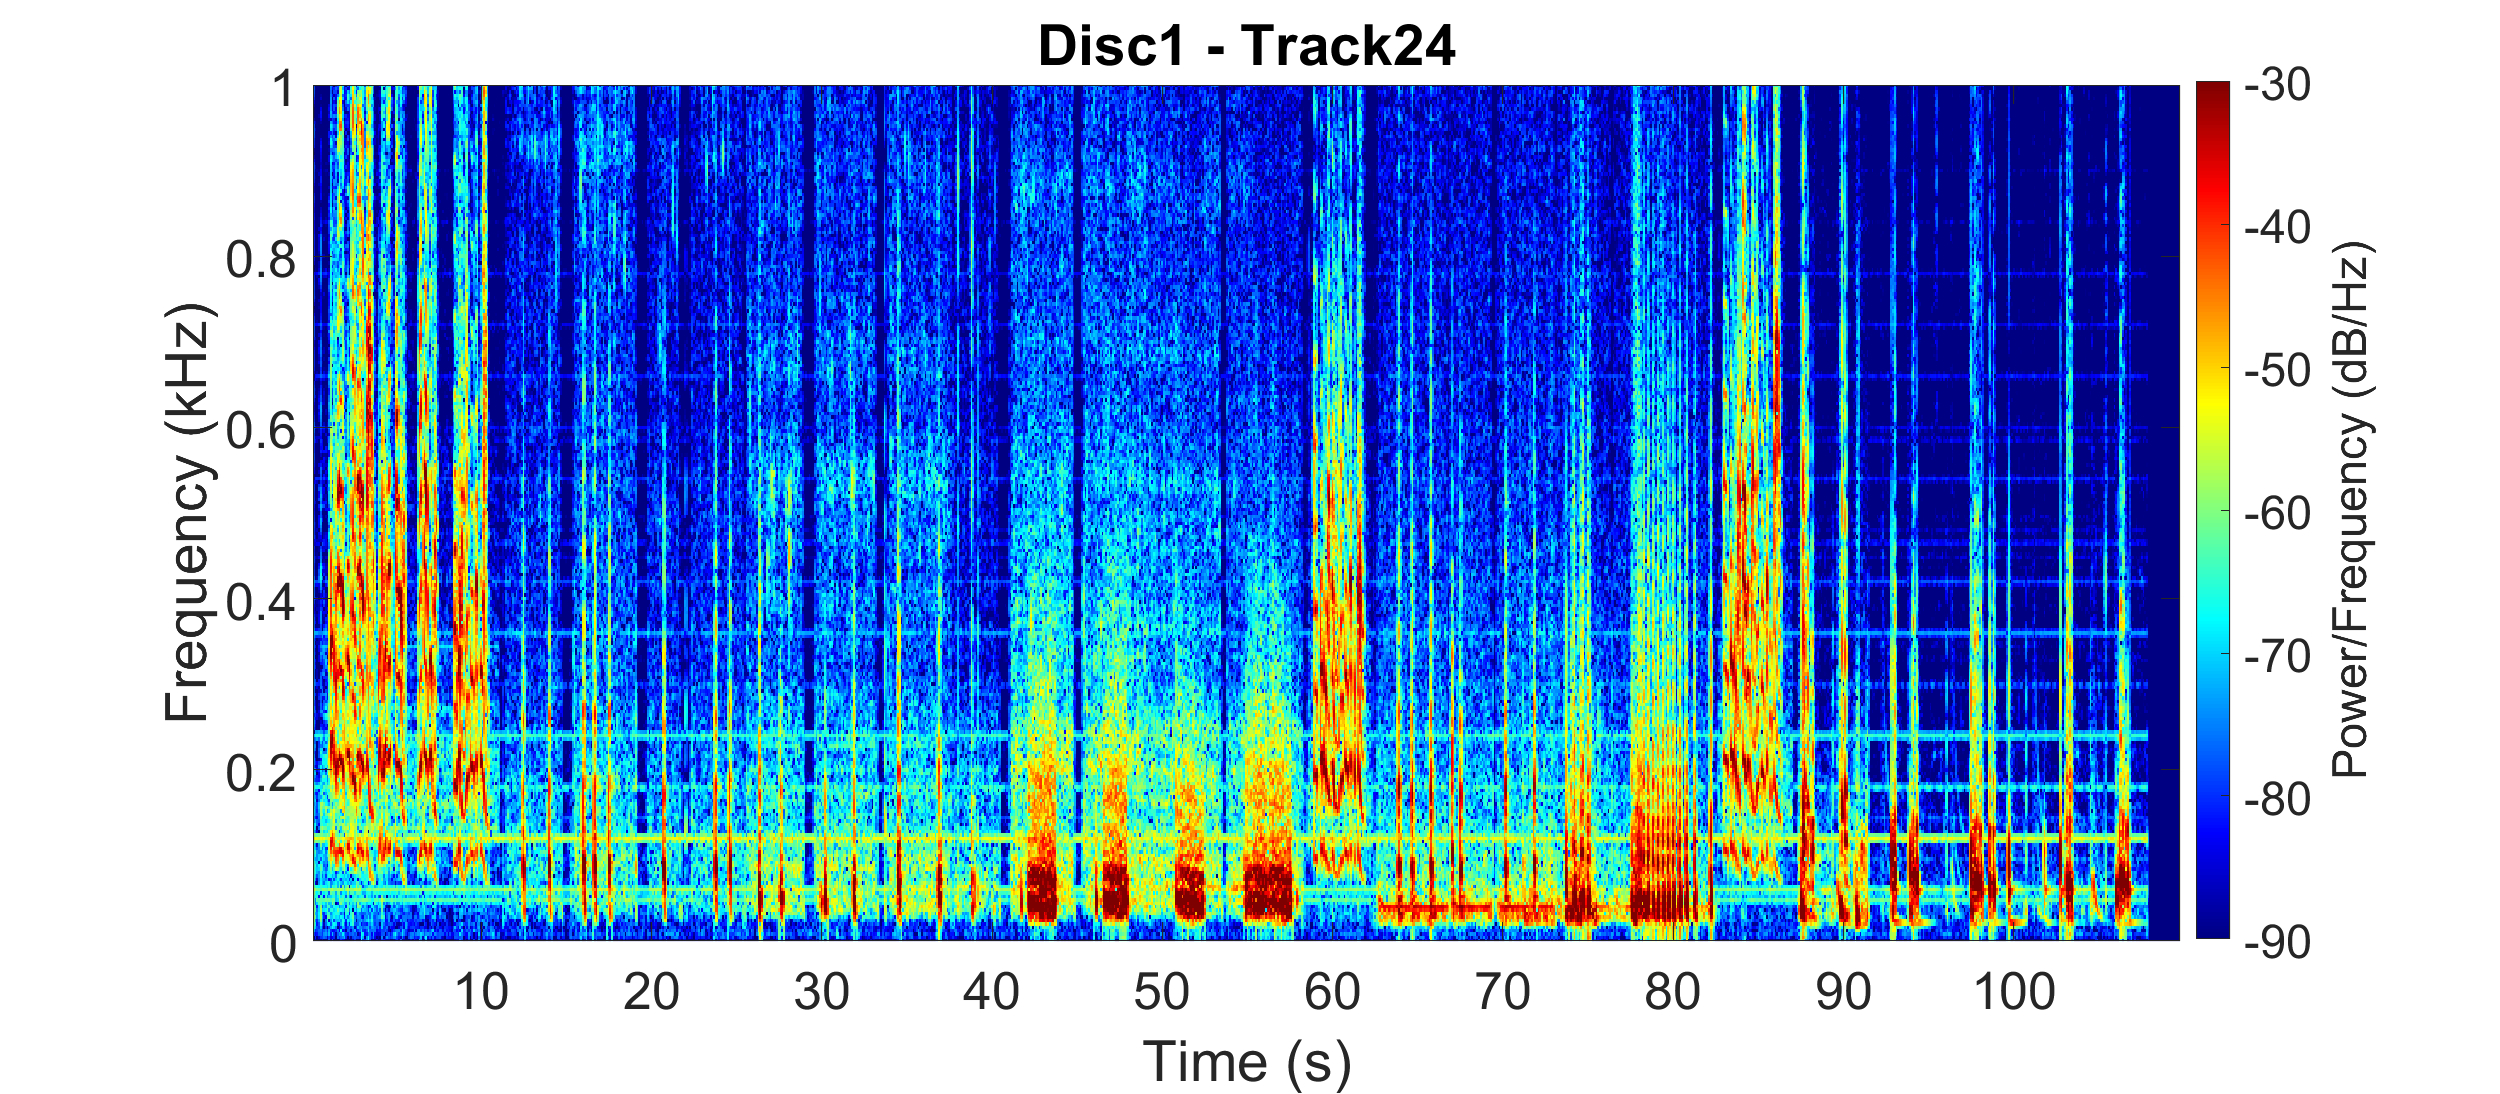 Disc1 - Track24
Frequency (kHz)
1
0.8
0.6
0.4
0.2
0
10 20 30 40 50 60 70 80 90 100
Time (s)
-30
-40
-50
-60
-70
-80
-90
Power/Frequency (dB/Hz)